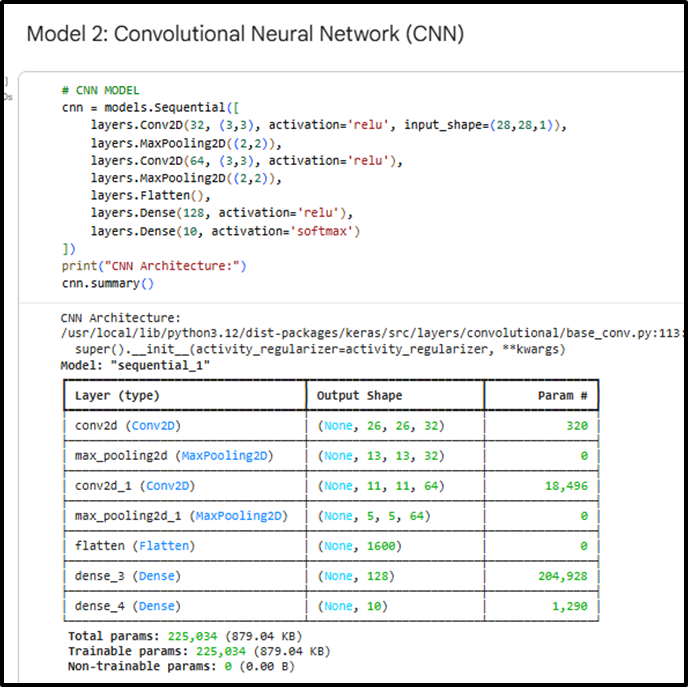 Model 2: Convolutional Neural Network (CNN)
]
0s
# CNN MODEL
cnn = models.Sequential([
    layers.Conv2D(32, (3,3), activation='relu', input_shape=(28,28,1)),
    layers.MaxPooling2D((2,2)),
    layers.Conv2D(64, (3,3), activation='relu'),
    layers.MaxPooling2D((2,2)),
    layers.Flatten(),
    layers.Dense(128, activation='relu'),
    layers.Dense(10, activation='softmax')
])
print("CNN Architecture:")
cnn.summary()
CNN Architecture:
/usr/local/lib/python3.12/dist-packages/keras/src/layers/convolutional/base_conv.py:113:
  super().__init__(activity_regularizer=activity_regularizer, **kwargs)
Model: "sequential_1"
Layer (type) Output Shape Param #
conv2d (Conv2D) (None, 26, 26, 32) 320
max_pooling2d (MaxPooling2D) (None, 13, 13, 32) 0
conv2d_1 (Conv2D) (None, 11, 11, 64) 18,496
max_pooling2d_1 (MaxPooling2D) (None, 5, 5, 64) 0
flatten (Flatten) (None, 1600) 0
dense_3 (Dense) (None, 128) 204,928
dense_4 (Dense) (None, 10) 1,290
Total params: 225,034 (879.04 KB)
Trainable params: 225,034 (879.04 KB)
Non-trainable params: 0 (0.00 B)